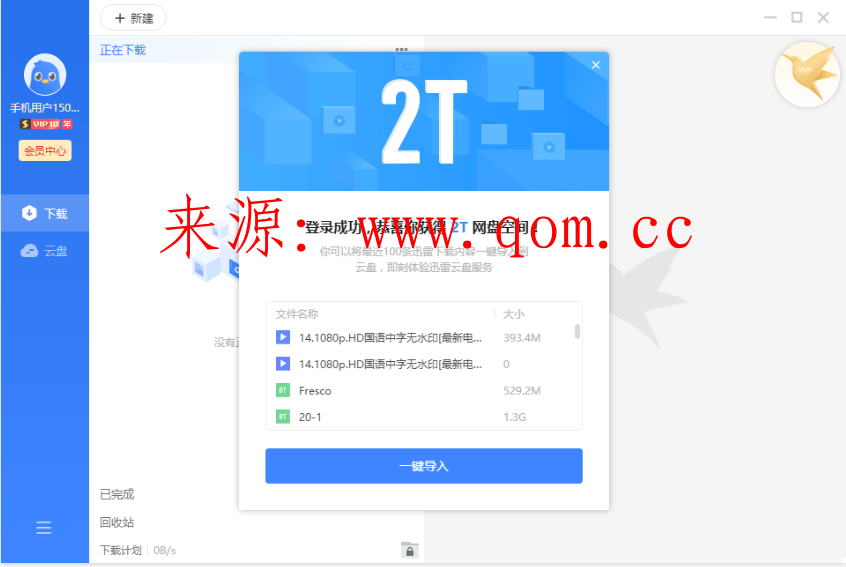 新建
正在下载
VIP
手机用户150...
$ VIP10 年
会员中心
下载
云盘
2T
登录成功，恭喜你获得 2T 网盘空间！
来源：www.qom.cc
你可以将最近100条迅雷下载内容一键导入到
云盘，即刻体验迅雷云盘服务
没有正
文件名称 大小
14.1080p.HD国语中字无水印[最新电... 393.4M
14.1080p.HD国语中字无水印[最新电... 0
BT Fresco 529.2M
BT 20-1 1.3G
一键导入
已完成
回收站
下载计划 0B/s